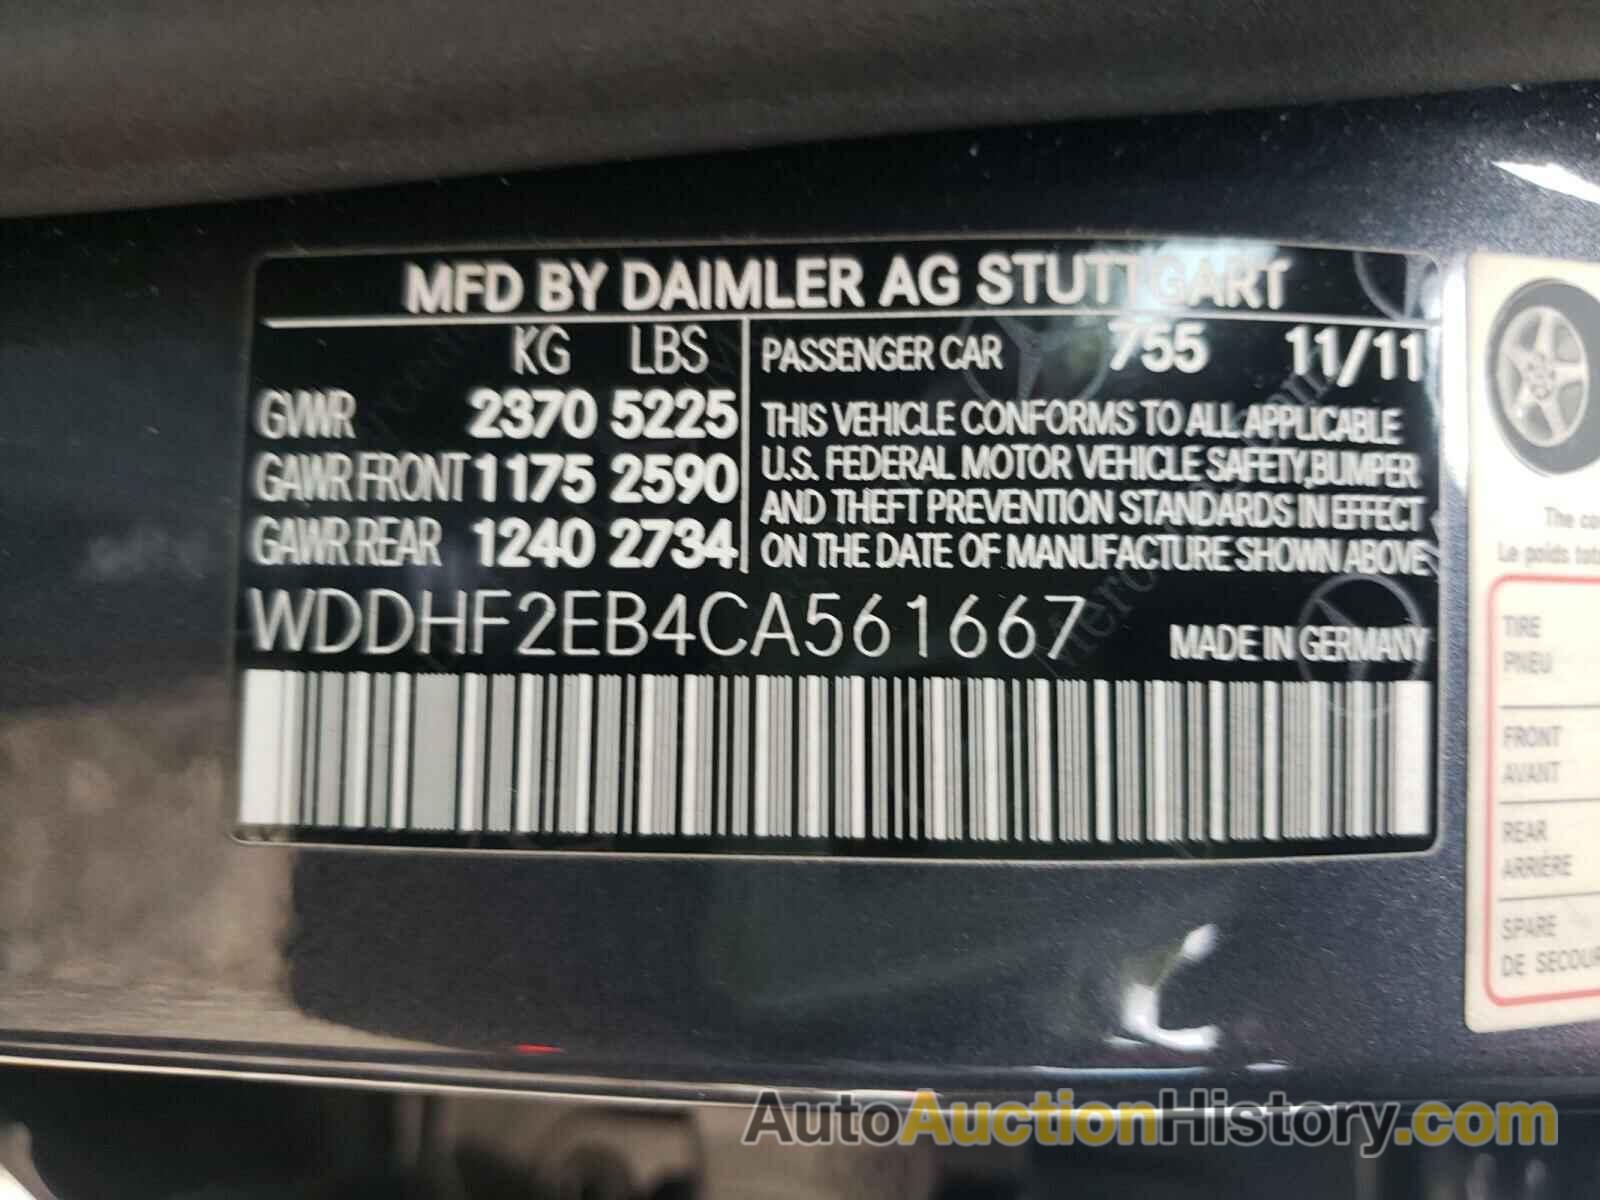 MFD BY DAIMLER AG STUTTGART
KG LBS
GVWR 2370 5225
GAWR FRONT 1175 2590
GAWR REAR 1240 2734
PASSENGER CAR 755 11/11
THIS VEHICLE CONFORMS TO ALL APPLICABLE
U.S. FEDERAL MOTOR VEHICLE SAFETY, BUMPER
AND THEFT PREVENTION STANDARDS IN EFFECT
ON THE DATE OF MANUFACTURE SHOWN ABOVE
WDDHF2EB4CA561667
MADE IN GERMANY
The
Le poids
TIRE
PNEU
FRONT
AVANT
REAR
ARRIÈRE
SPARE
DE
AutoAuctionHistory.com